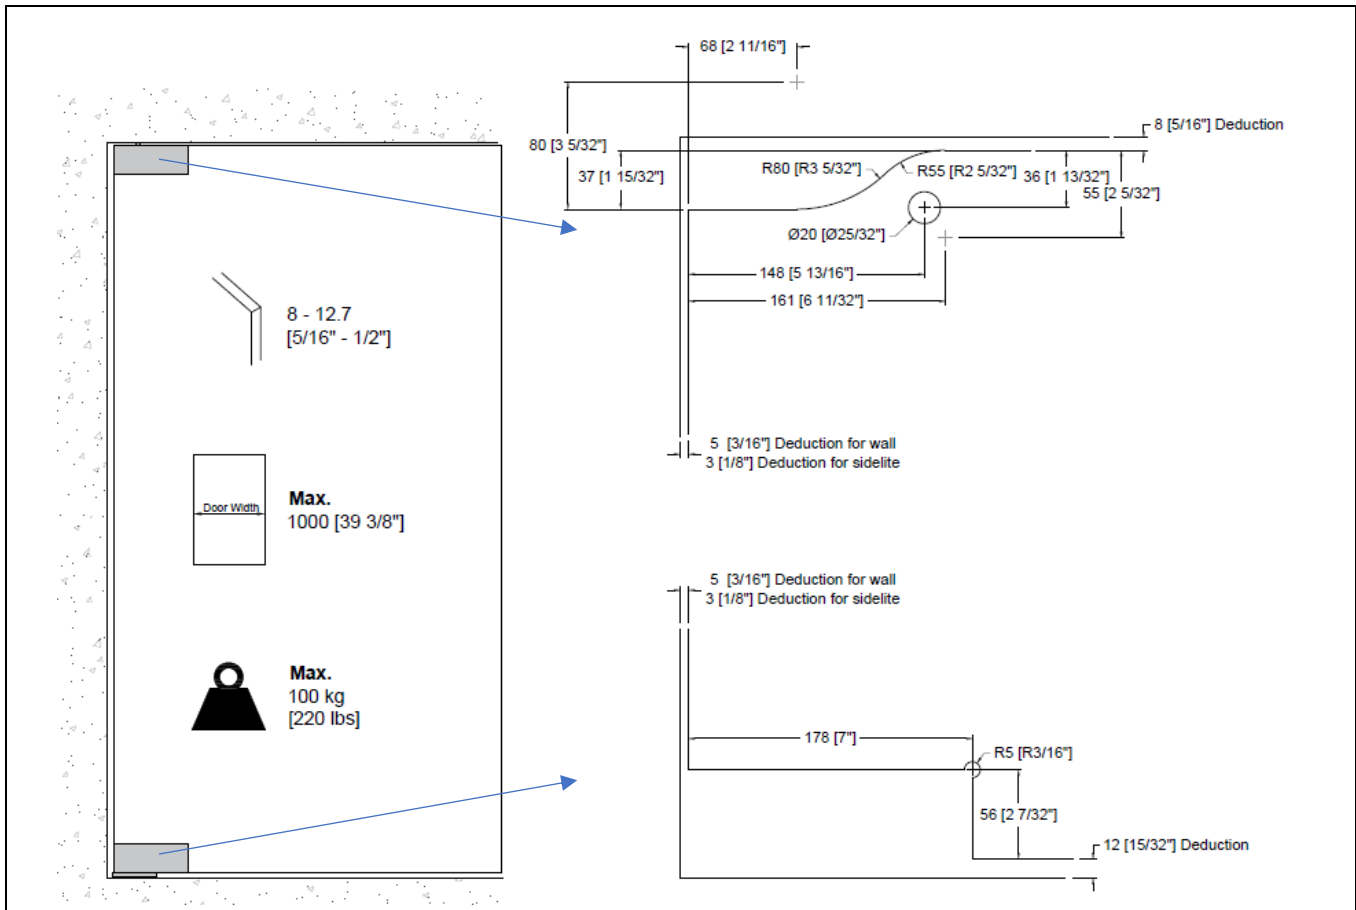 68 [2 11/16"]
8 [5/16"] Deduction
80 [3 5/32"]
37 [1 15/32"]
R80 [R3 5/32"]
R55 [R2 5/32"]
36 [1 13/32"]
55 [2 5/32"]
Ø20 [Ø25/32"]
148 [5 13/16"]
161 [6 11/32"]
8 - 12.7
[5/16" - 1/2"]
5 [3/16"] Deduction for wall
3 [1/8"] Deduction for sidelite
Door Width
Max.
1000 [39 3/8"]
5 [3/16"] Deduction for wall
3 [1/8"] Deduction for sidelite
Max.
100 kg
[220 lbs]
178 [7"]
R5 [R3/16"]
56 [2 7/32"]
12 [15/32"] Deduction